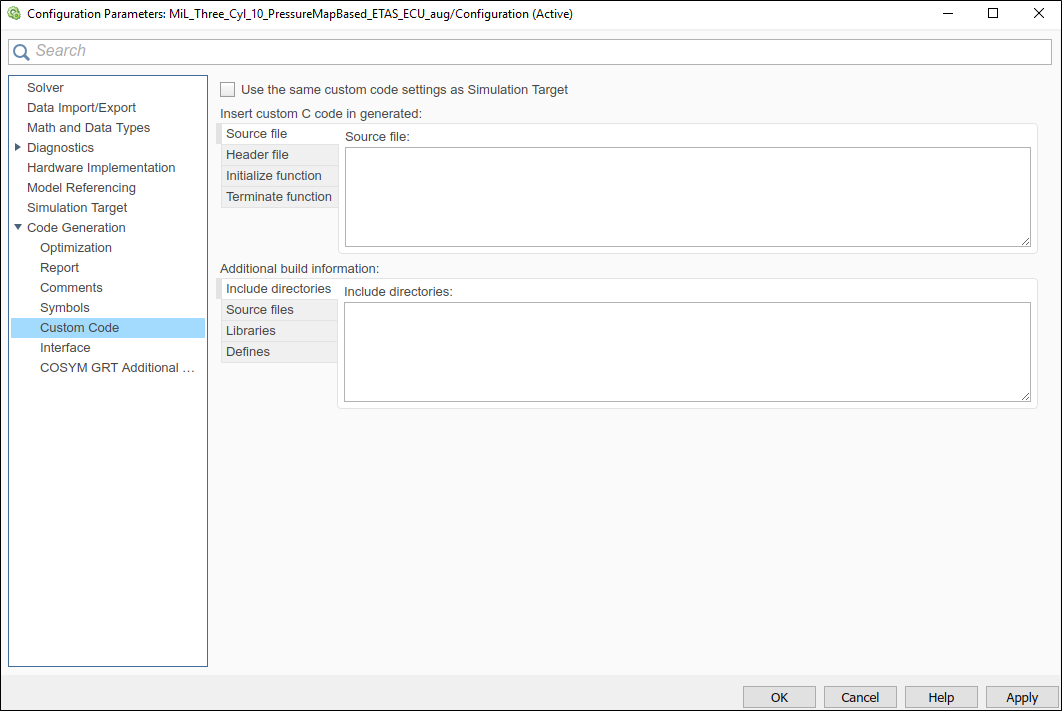 Configuration Parameters: MiL_Three_Cyl_10_PressureMapBased_ETAS_ECU_aug/Configuration (Active)
Search
Solver
Data Import/Export
Math and Data Types
Diagnostics
Hardware Implementation
Model Referencing
Simulation Target
Code Generation
Optimization
Report
Comments
Symbols
Custom Code
Interface
COSYM GRT Additional …
Use the same custom code settings as Simulation Target
Insert custom C code in generated:
Source file
Header file
Initialize function
Terminate function
Source file:
Additional build information:
Include directories
Source files
Libraries
Defines
Include directories:
OK
Cancel
Help
Apply